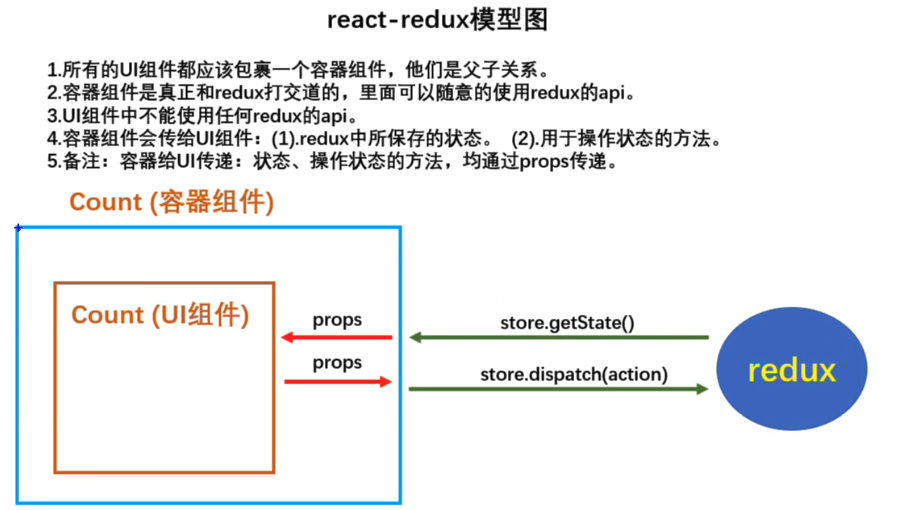 react-redux模型图
1.所有的UI组件都应该包裹一个容器组件，他们是父子关系。
2.容器组件是真正和redux打交道的，里面可以随意的使用redux的api。
3.UI组件中不能使用任何redux的api。
4.容器组件会传给UI组件：(1).redux中所保存的状态。 (2).用于操作状态的方法。
5.备注：容器给UI传递：状态、操作状态的方法，均通过props传递。
Count (容器组件)
Count (UI组件)
props
store.getState()
props
store.dispatch(action)
redux